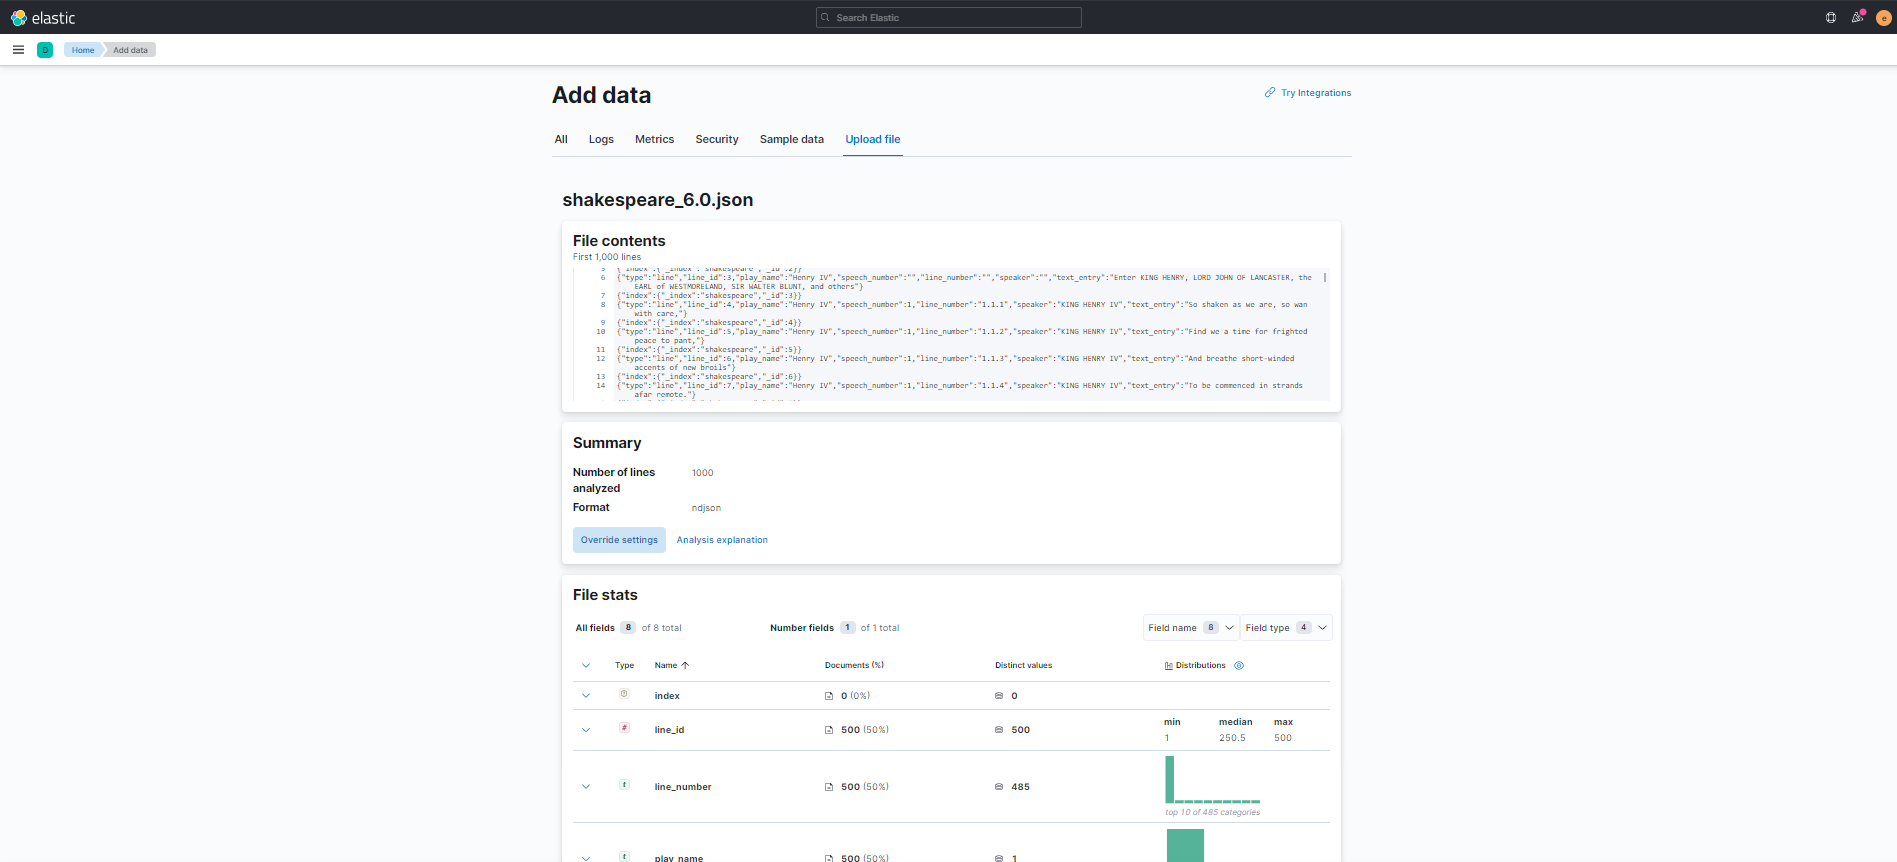 elastic
Search Elastic
e
D
Home
Add data
Add data
Try Integrations
All
Logs
Metrics
Security
Sample data
Upload file
shakespeare_6.0.json
File contents
First 1,000 lines
5 {"index":{"_index":"shakespeare","_id":2}}
6 {"type":"line","line_id":3,"play_name":"Henry IV","speech_number":"","line_number":"","speaker":"","text_entry":"Enter KING HENRY, LORD JOHN OF LANCASTER, the
EARL of WESTMORELAND, SIR WALTER BLUNT, and others"}
7 {"index":{"_index":"shakespeare","_id":3}}
8 {"type":"line","line_id":4,"play_name":"Henry IV","speech_number":1,"line_number":"1.1.1","speaker":"KING HENRY IV","text_entry":"So shaken as we are, so wan
with care,"}
9 {"index":{"_index":"shakespeare","_id":4}}
10 {"type":"line","line_id":5,"play_name":"Henry IV","speech_number":1,"line_number":"1.1.2","speaker":"KING HENRY IV","text_entry":"Find we a time for frighted
peace to pant,"}
11 {"index":{"_index":"shakespeare","_id":5}}
12 {"type":"line","line_id":6,"play_name":"Henry IV","speech_number":1,"line_number":"1.1.3","speaker":"KING HENRY IV","text_entry":"And breathe short-winded
accents of new broils"}
13 {"index":{"_index":"shakespeare","_id":6}}
14 {"type":"line","line_id":7,"play_name":"Henry IV","speech_number":1,"line_number":"1.1.4","speaker":"KING HENRY IV","text_entry":"To be commenced in strands
afar remote."}
Summary
Number of lines analyzed 1000
Format ndjson
Override settings
Analysis explanation
File stats
All fields 8 of 8 total
Number fields 1 of 1 total
Field name 8
Field type 4
Type Name Documents (%) Distinct values Distributions
index 0 (0%) 0
# line_id 500 (50%) 500
min median max
1 250.5 500
t line_number 500 (50%) 485
top 10 of 485 categories
t play_name 500 (50%) 1